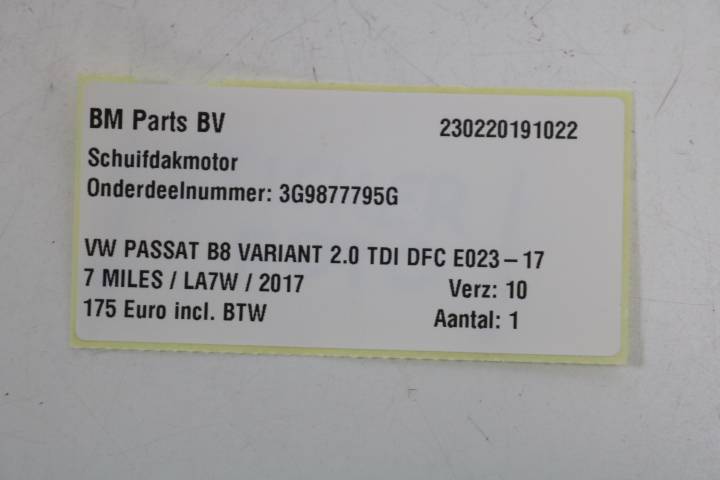 BM Parts BV 230220191022
Schuifdakmotor
Onderdeelnummer: 3G9877795G
VW PASSAT B8 VARIANT 2.0 TDI DFC E023-17
7 MILES / LA7W / 2017 Verz: 10
175 Euro incl. BTW Aantal: 1